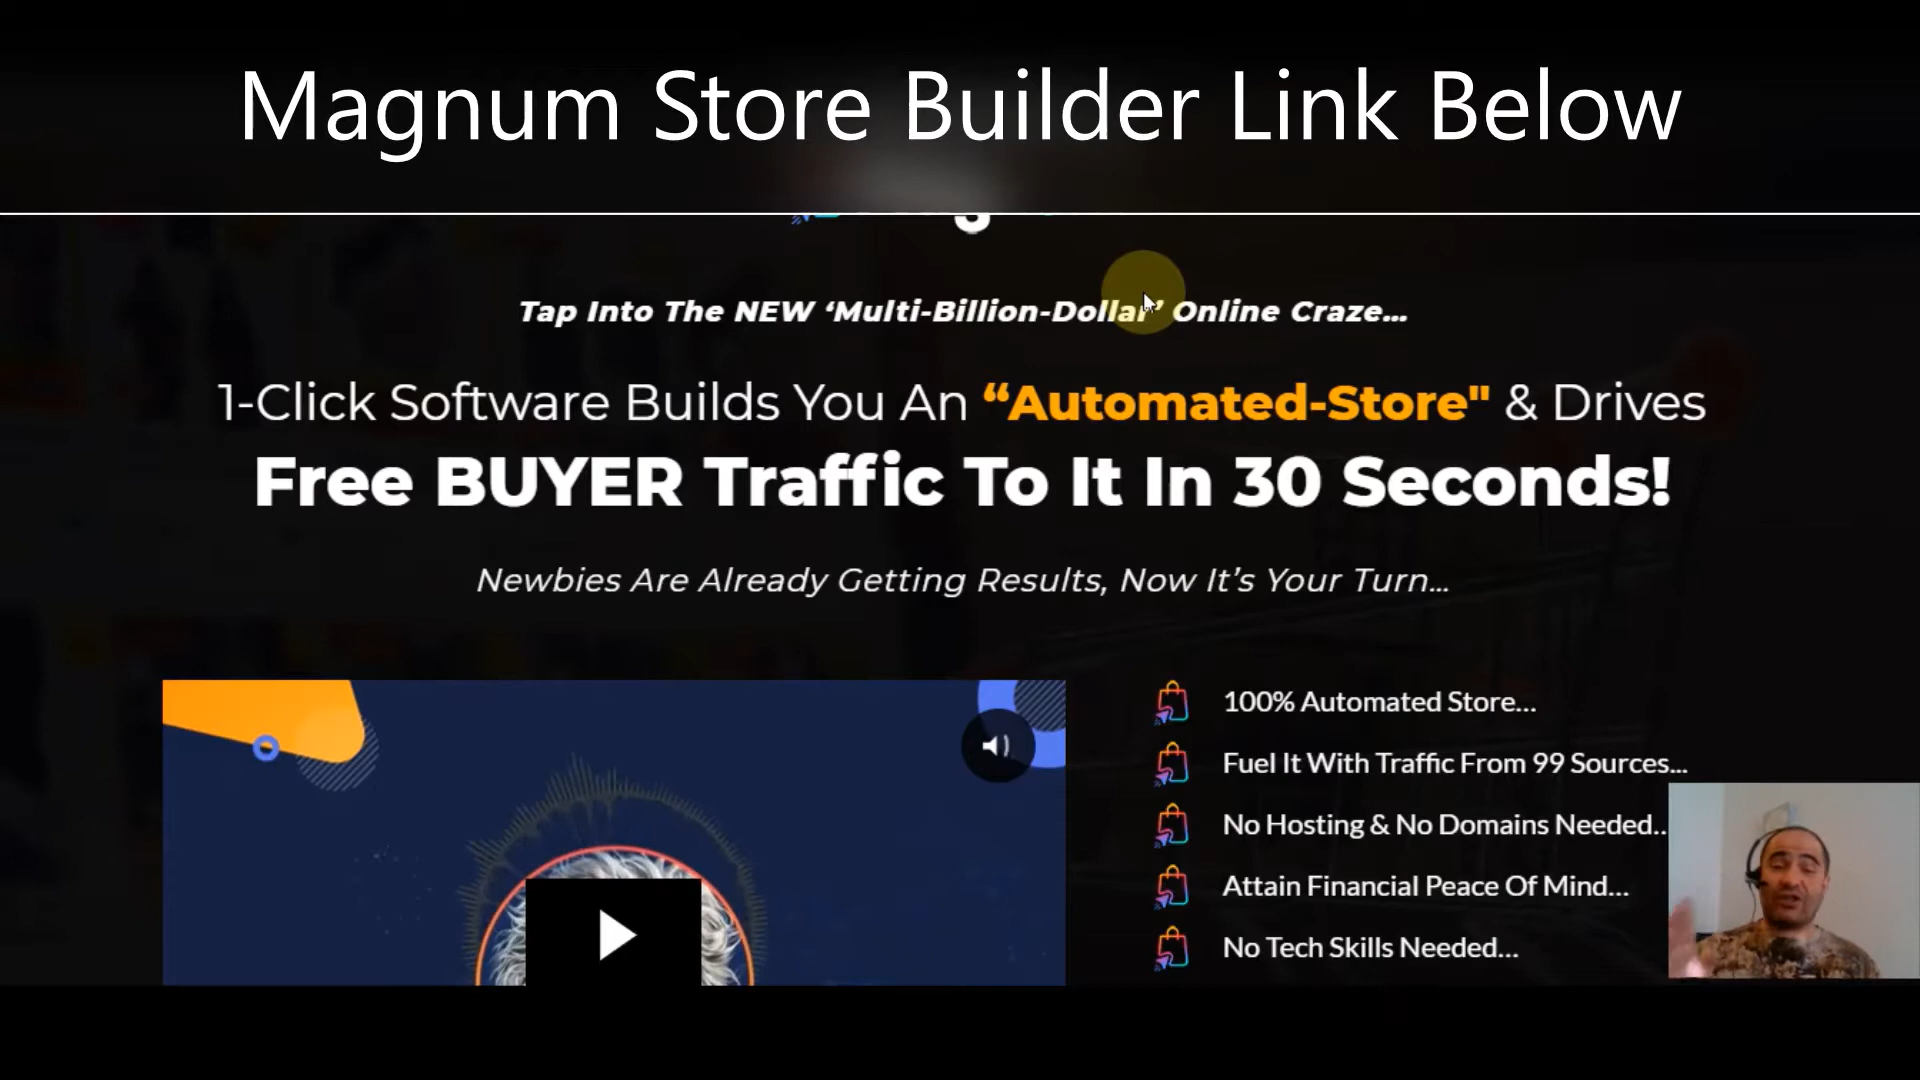 Magnum Store Builder Link Below
Tap Into The NEW ‘Multi-Billion-Dollar’ Online Craze...
1-Click Software Builds You An “Automated-Store" & Drives
Free BUYER Traffic To It In 30 Seconds!
Newbies Are Already Getting Results, Now It’s Your Turn...
100% Automated Store...
Fuel It With Traffic From 99 Sources...
No Hosting & No Domains Needed..
Attain Financial Peace Of Mind...
No Tech Skills Needed...